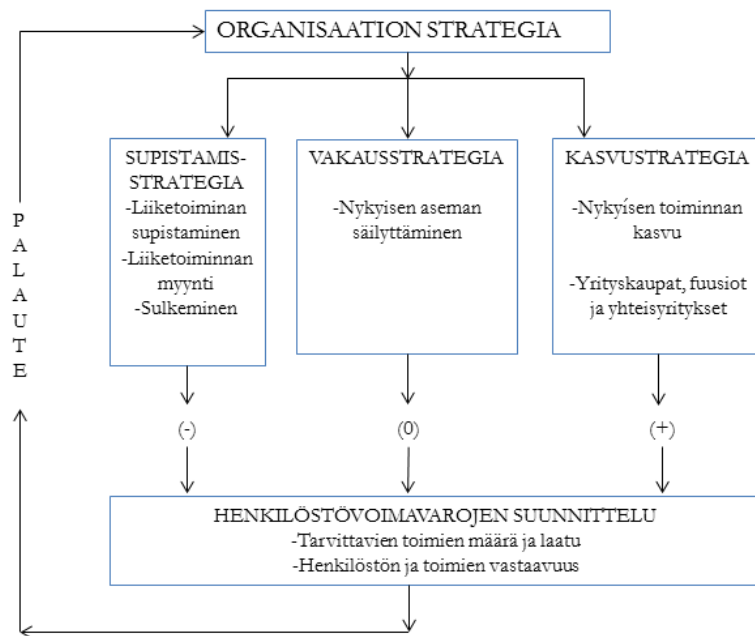 ORGANISAATION STRATEGIA
SUPISTAMIS-
STRATEGIA
-Liiketoiminan
supistaminen
-Liiketoiminnan
myynti
-Sulkeminen
VAKAUSSTRATEGIA
-Nykyisen aseman
säilyttäminen
KASVUSTRATEGIA
-Nykyísen toiminnan
kasvu
-Yrityskaupat, fuusiot
ja yhteisyritykset
P
A
L
A
U
T
E
(-)
(0)
(+)
HENKILÖSTÖVOIMAVAROJEN SUUNNITTELU
-Tarvittavien toimien määrä ja laatu
-Henkilöstön ja toimien vastaavuus